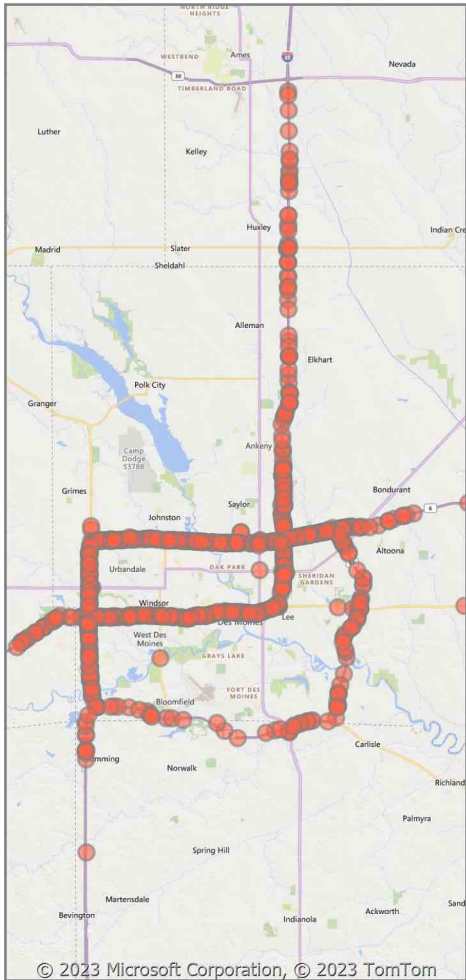 NORTH RIDGE
HEIGHTS
Ames
WESTBEND
Nevada
30
TIMBERLAND ROAD
Luther
Kelley
Huxley
Indian Cre
Madrid
Slater
Sheldahl
Alleman
Elkhart
Polk City
Granger
Ankeny
Camp
Dodge
Grimes
Saylor
Bondurant
6
Johnston
Altoona
Urbandale
OAK PARK
SHERIDAN
GARDENS
Windsor
Des Moines
Lee
West Des
Moines
GRAYS LAKE
FORT DES
MOINES
Bloomfield
Carlisle
mming
Norwalk
Richland
Palmyra
Spring Hill
Martensdale
Ackworth
Sand
Bevington
Indianola
© 2023 Microsoft Corporation, © 2023 TomTom